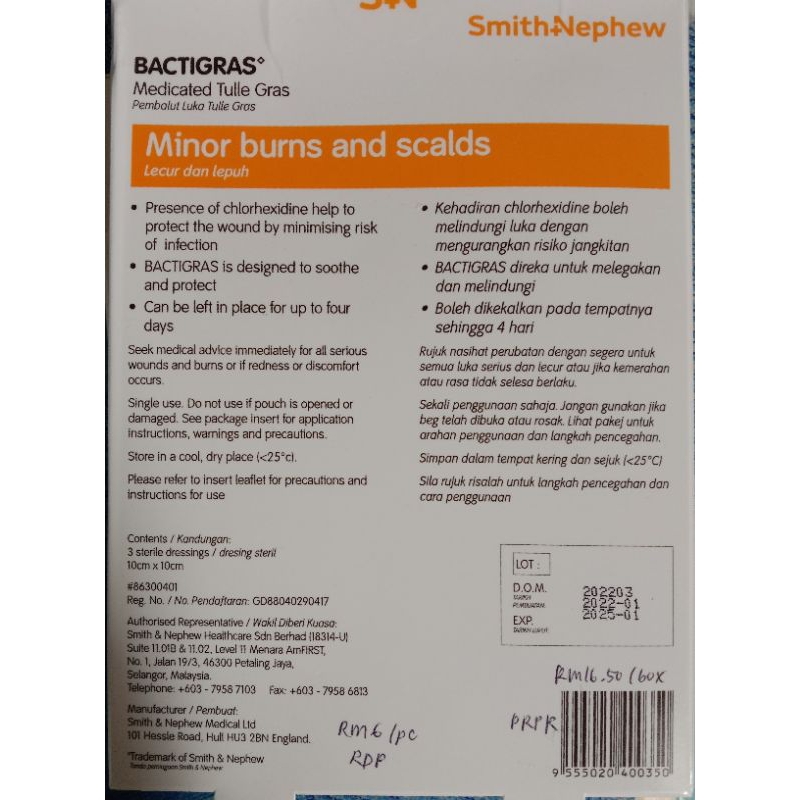 Smith+Nephew
BACTIGRAS◊
Medicated Tulle Gras
Pembalut Luka Tulle Gras
Minor burns and scalds
Lecur dan lepuh
• Presence of chlorhexidine help to
protect the wound by minimising risk
of infection
• BACTIGRAS is designed to soothe
and protect
• Can be left in place for up to four
days
Seek medical advice immediately for all serious
wounds and burns or if redness or discomfort
occurs.
Single use. Do not use if pouch is opened or
damaged. See package insert for application
instructions, warnings and precautions.
Store in a cool, dry place (<25°c).
Please refer to insert leaflet for precautions and
instructions for use
• Kehadiran chlorhexidine boleh
melindungi luka dengan
mengurangkan risiko jangkitan
• BACTIGRAS direka untuk melegakan
dan melindungi
• Boleh dikekalkan pada tempatnya
sehingga 4 hari
Rujuk nasihat perubatan dengan segera untuk
semua luka serius dan lecur atau jika kemerahan
atau rasa tidak selesa berlaku.
Sekali penggunaan sahaja. Jangan gunakan jika
beg telah dibuka atau rosak. Lihat pakej untuk
arahan penggunaan dan langkah pencegahan.
Simpan dalam tempat kering dan sejuk (<25°C)
Sila rujuk risalah untuk langkah pencegahan dan
cara penggunaan
Contents / Kandungan:
3 sterile dressings / dresing steril
10cm x 10cm
#86300401
Reg. No. / No. Pendaftaran: GD88040290417
Authorised Representative / Wakil Diberi Kuasa:
Smith & Nephew Healthcare Sdn Berhad (18314-U)
Suite 11.01B & 11.02, Level 11 Menara AmFIRST,
No. 1, Jalan 19/3, 46300 Petaling Jaya,
Selangor, Malaysia.
Telephone: +603 - 7958 7103 Fax: +603 - 7958 6813
Manufacturer / Pembuat:
Smith & Nephew Medical Ltd
101 Hessle Road, Hull HU3 2BN England.
◊Trademark of Smith & Nephew
Tanda perniagaan Smith & Nephew
LOT :
202203
D.O.M.
2022-01
EXP.
2025-01
RM16.50 / box
RM6 /pc
RDP
PRPR
9 555020 400350